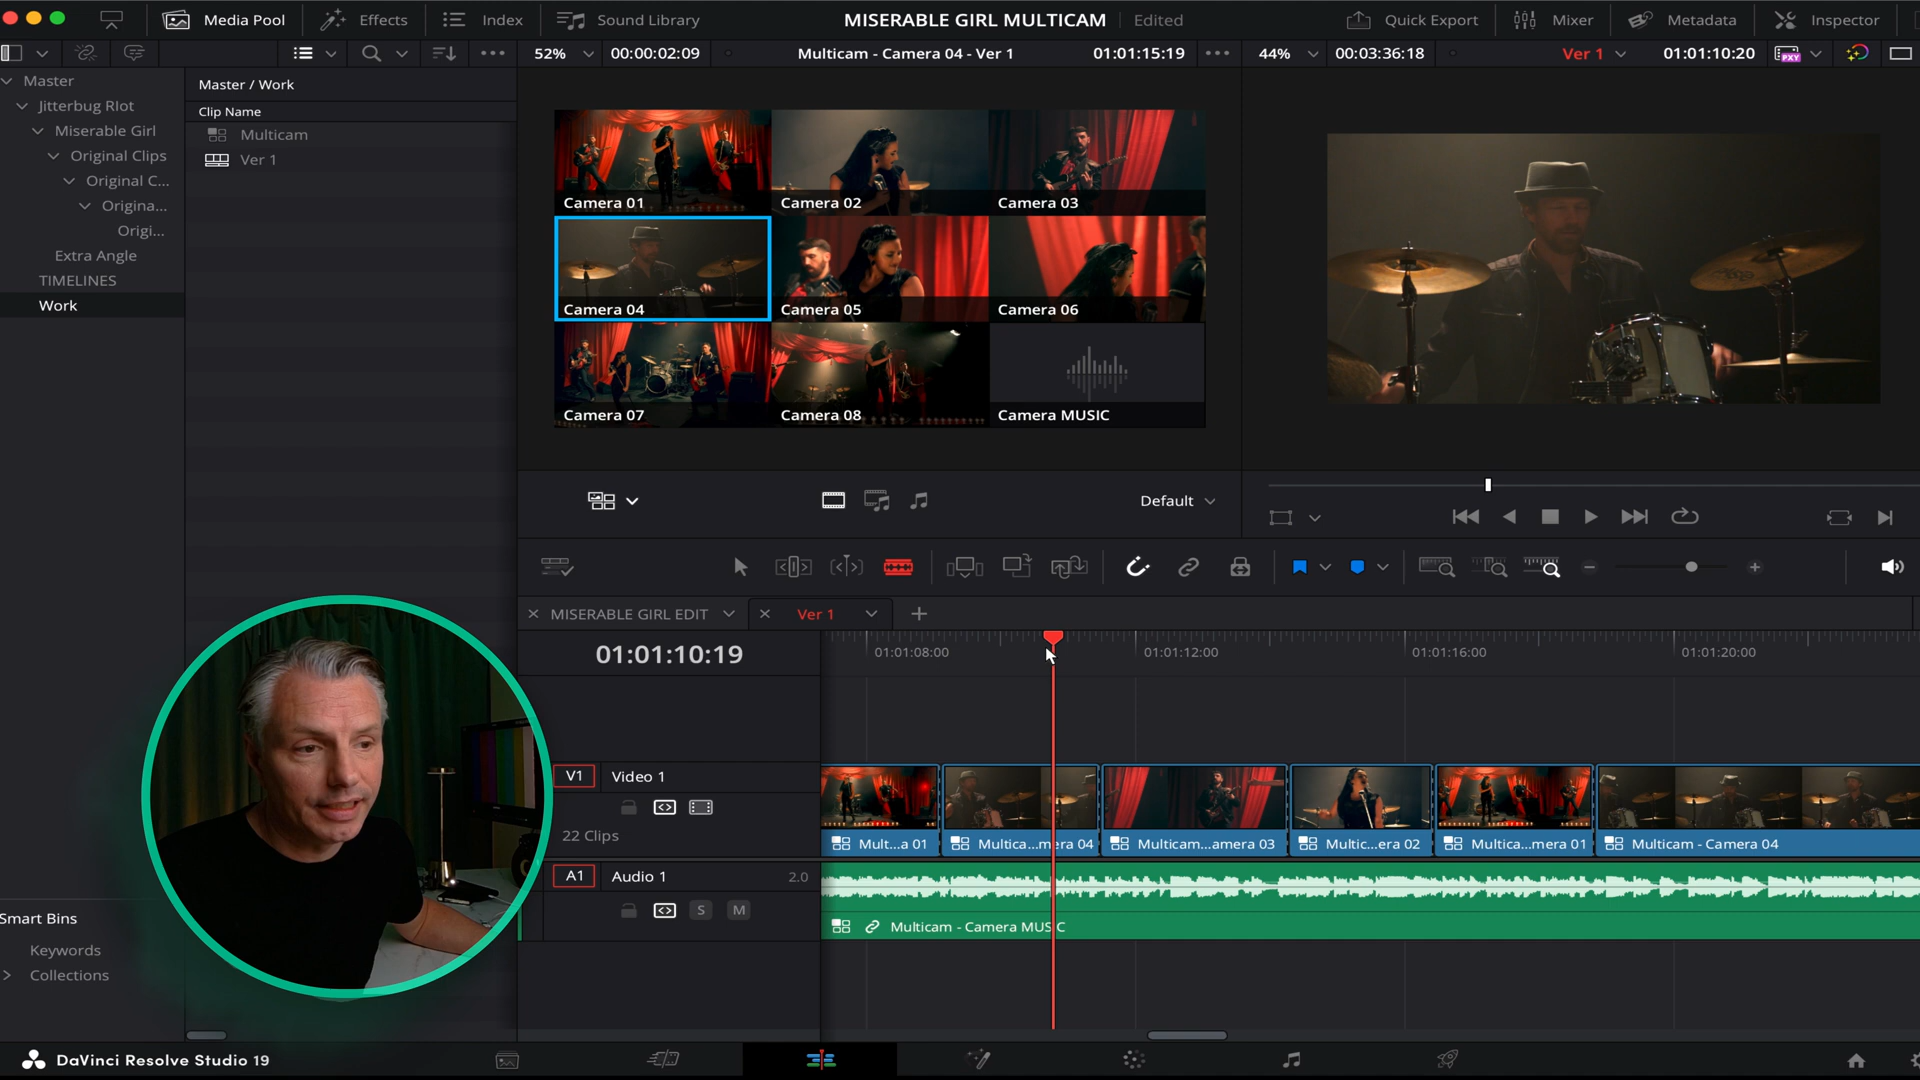 Media Pool
Effects
Index
Sound Library
MISERABLE GIRL MULTICAM
Edited
Quick Export
Mixer
Metadata
Inspector
52%
00:00:02:09
Multicam - Camera 04 - Ver 1
01:01:15:19
44%
00:03:36:18
Ver 1
01:01:10:20
PXY
Master
Jitterbug RIot
Miserable Girl
Original Clips
Original C...
Origina...
Origi...
Extra Angle
TIMELINES
Work
Master / Work
Clip Name
Multicam
Ver 1
Camera 01
Camera 02
Camera 03
Camera 04
Camera 05
Camera 06
Camera 07
Camera 08
Camera MUSIC
Default
MISERABLE GIRL EDIT
Ver 1
01:01:10:19
01:01:08:00
01:01:12:00
01:01:16:00
01:01:20:00
V1
Video 1
22 Clips
Mult...a 01
Multica...mera 04
Multicam...amera 03
Multic...era 02
Multica...mera 01
Multicam - Camera 04
A1
Audio 1
2.0
S
M
Multicam - Camera MUSIC
Smart Bins
Keywords
Collections
DaVinci Resolve Studio 19